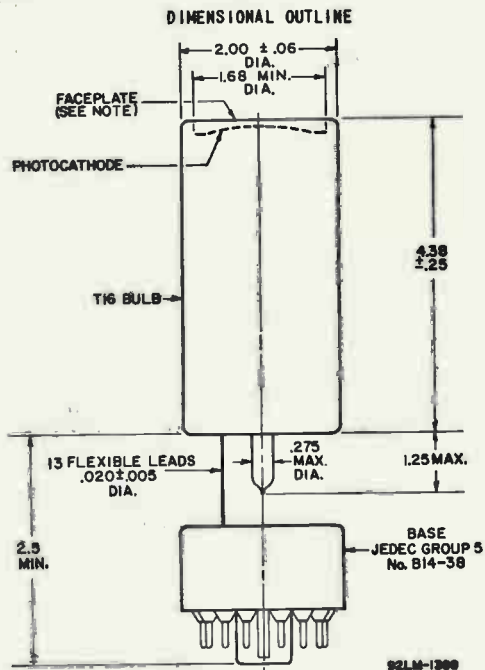 DIMENSIONAL OUTLINE
2.00 ±.06
DIA.
1.68 MIN.
DIA.
FACEPLATE
(SEE NOTE)
PHOTOCATHODE
4.38
±.25
T16 BULB
13 FLEXIBLE LEADS
.020±.005
DIA.
.275
MAX.
DIA.
1.25 MAX.
2.5
MIN.
BASE
JEDEC GROUP 5
No. B14-38